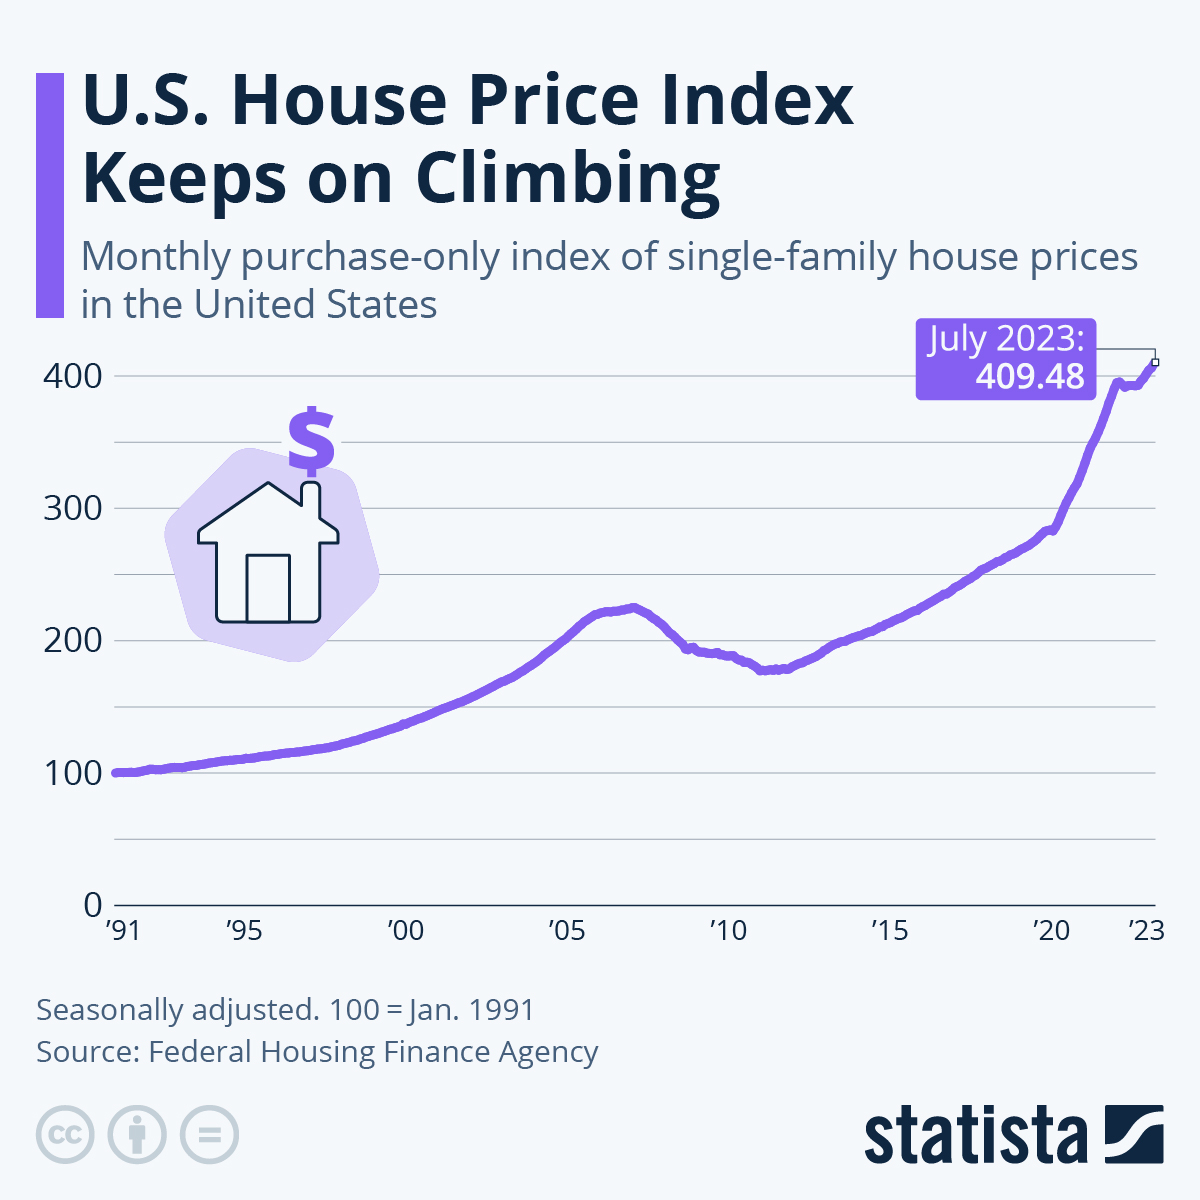 U.S. House Price Index
Keeps on Climbing
Monthly purchase-only index of single-family house prices
in the United States
July 2023:
409.48
400
$
300
200
100
0
’91 ’95 ’00 ’05 ’10 ’15 ’20 ’23
Seasonally adjusted. 100 = Jan. 1991
Source: Federal Housing Finance Agency
cc = statista